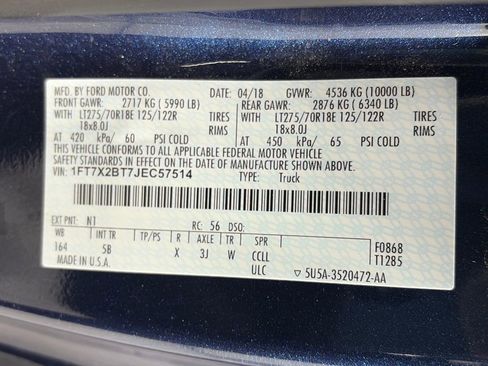 MFD. BY FORD MOTOR CO. 04/18 GVWR: 4536 KG (10000 LB)
FRONT GAWR: 2717 KG (5990 LB) REAR GAWR: 2876 KG (6340 LB)
LT275/70R18E 125/122R TIRES LT275/70R18E 125/122R TIRES
18x8.0J RIMS 18x8.0J RIMS
AT 420 kPa/ 60 PSI COLD AT 450 kPa/ 65 PSI COLD
THIS VEHICLE CONFORMS TO ALL APPLICABLE FEDERAL MOTOR VEHICLE
SAFETY STANDARDS IN EFFECT ON THE DATE OF MANUFACTURE SHOWN ABOVE.
VIN: 1FT7X2BT7JEC57514 TYPE: Truck
EXT PNT: N1 RC: 56 DSO:
WB INT TR TP/PS R AXLE TR SPR F0868
164 SB X 3J W CCLL T1285
MADE IN U.S.A. ULC ▽5U5A-3520472-AA